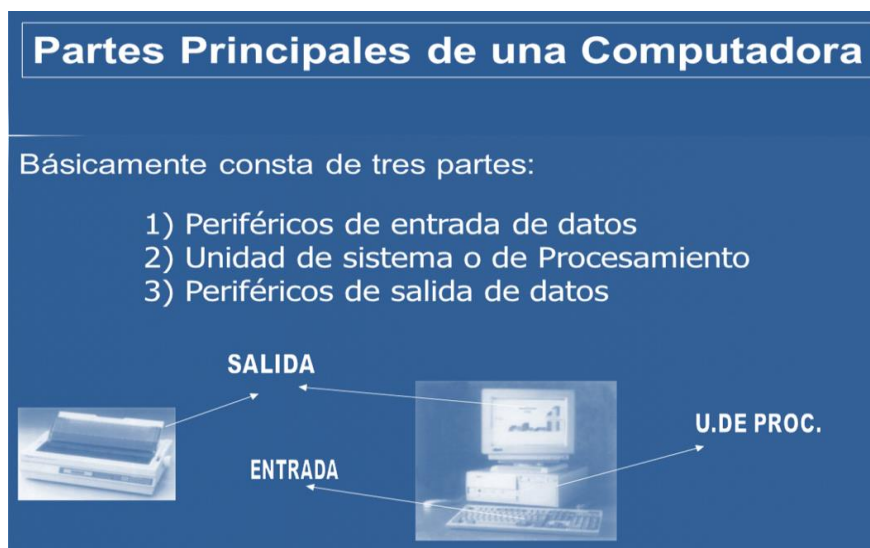 Partes Principales de una Computadora
Básicamente consta de tres partes:
1) Periféricos de entrada de datos
2) Unidad de sistema o de Procesamiento
3) Periféricos de salida de datos
SALIDA
U.DE PROC.
ENTRADA